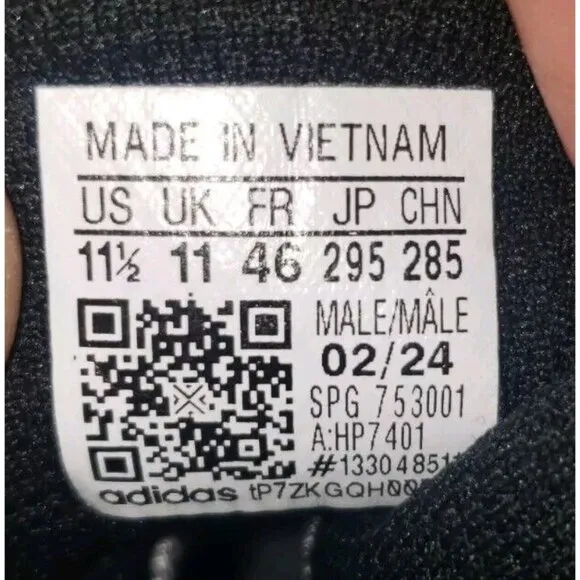 MADE IN VIETNAM
US UK FR JP CHN
11½ 11 46 295 285
MALE/MÂLE
02/24
SPG 753001
A:HP7401
adidas